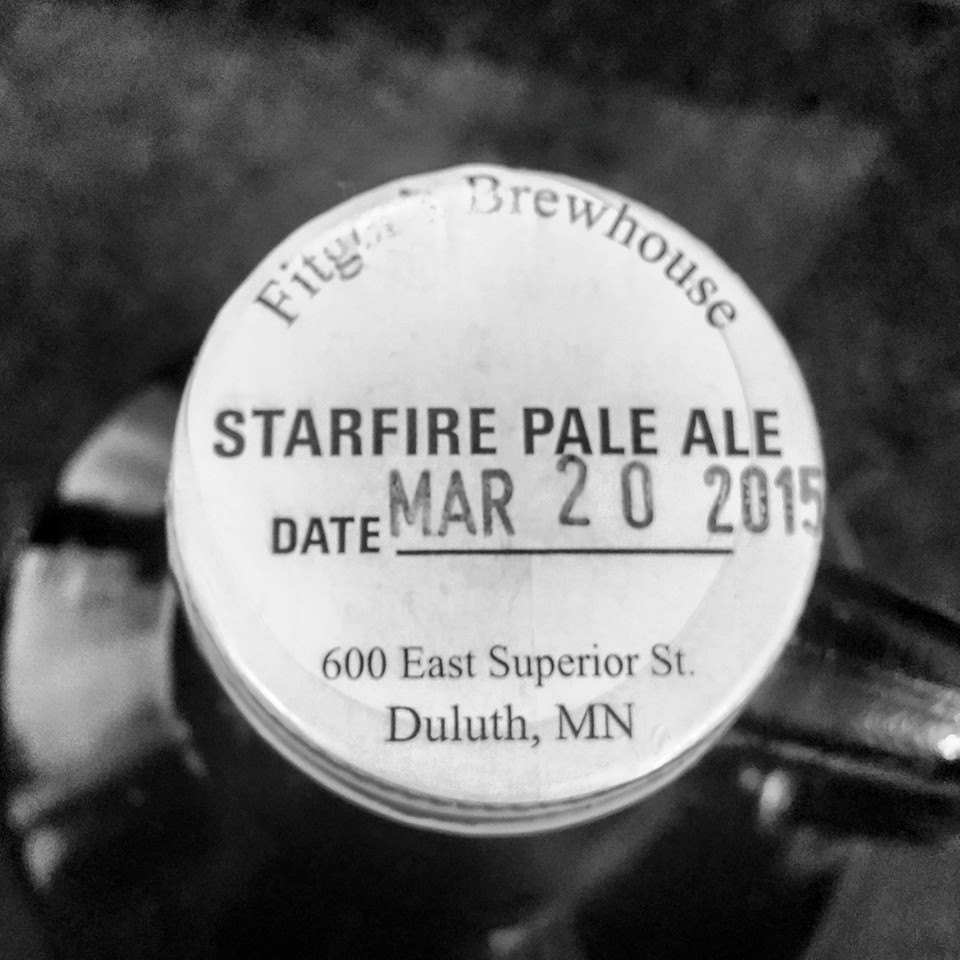 Brewhouse
STARFIRE PALE ALE
DATE MAR 20 2015
600 East Superior St.
Duluth, MN